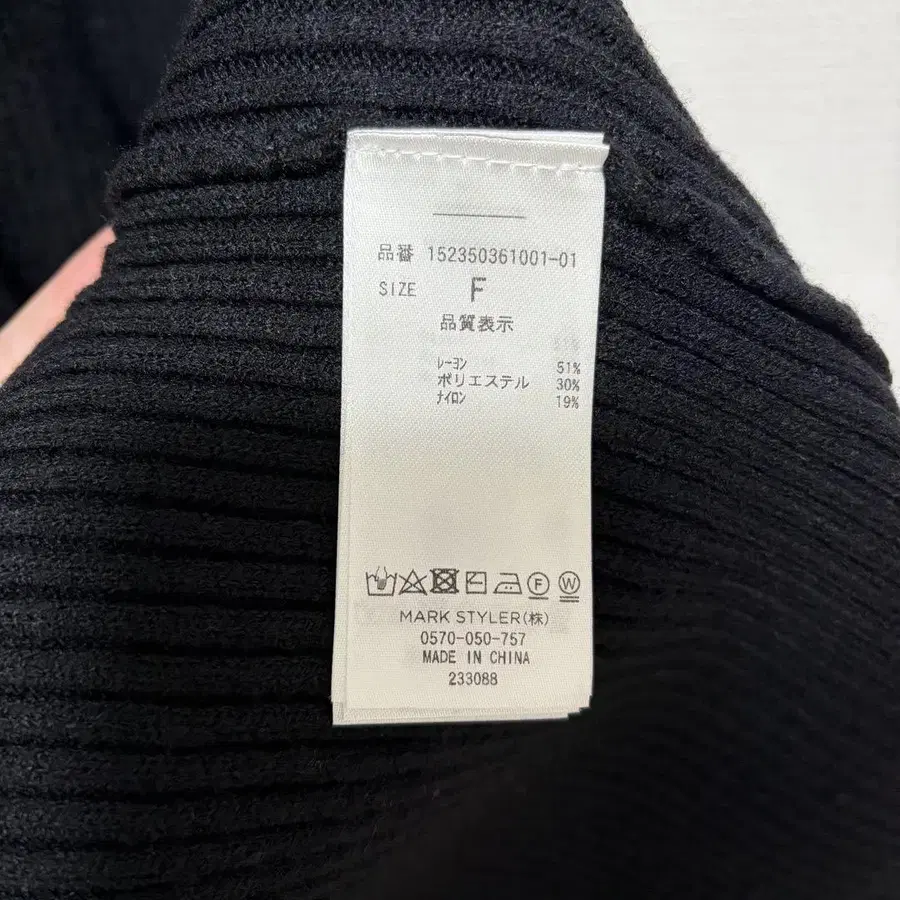 品番 152350361001-01
SIZE F
品質表示
レーヨン 51%
ポリエステル 30%
ナイロン 19%
F W
MARK STYLER(株)
0570-050-757
MADE IN CHINA
233088